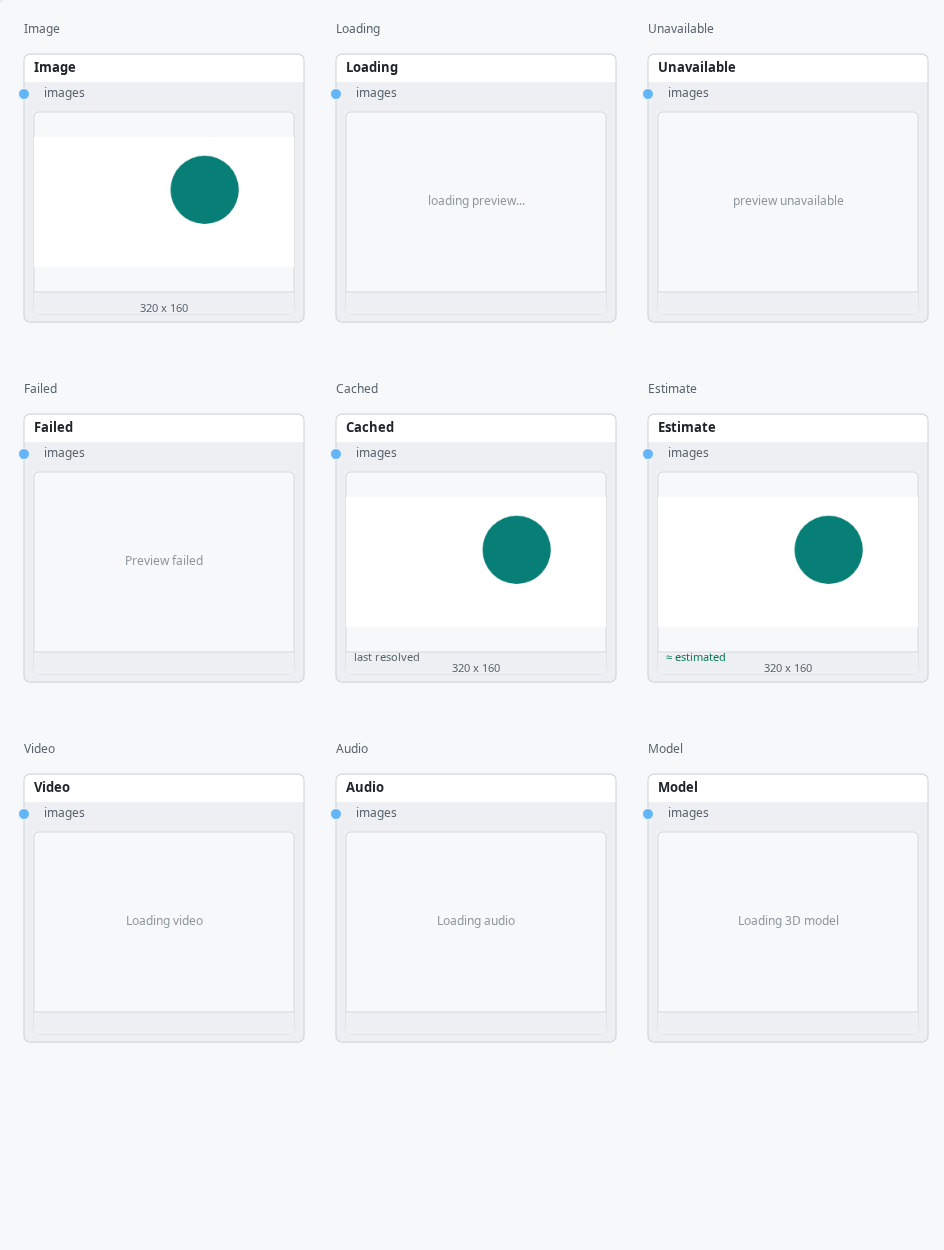 Image
Loading
Unavailable
Image
Loading
Unavailable
images
images
images
loading preview...
preview unavailable
320 x 160
Failed
Cached
Estimate
Failed
Cached
Estimate
images
images
images
Preview failed
last resolved
320 x 160
≈ estimated
320 x 160
Video
Audio
Model
Video
Audio
Model
images
images
images
Loading video
Loading audio
Loading 3D model